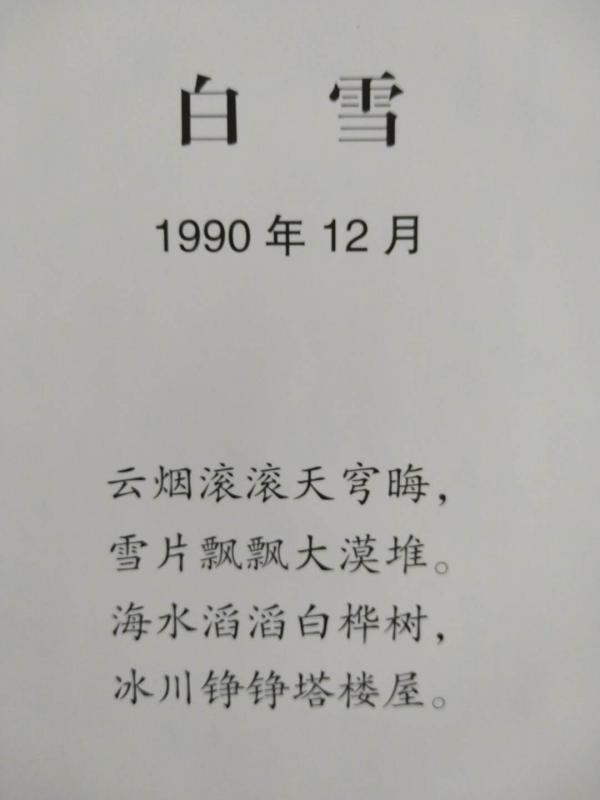 白 雪
1990 年 12 月
云烟滚滚天穹晦，
雪片飘飘大漠堆。
海水滔滔白桦树，
冰川铮铮塔楼屋。